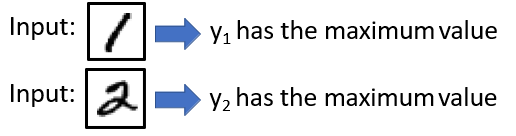 Input: 1 y₁ has the maximum value
Input: 2 y₂ has the maximum value